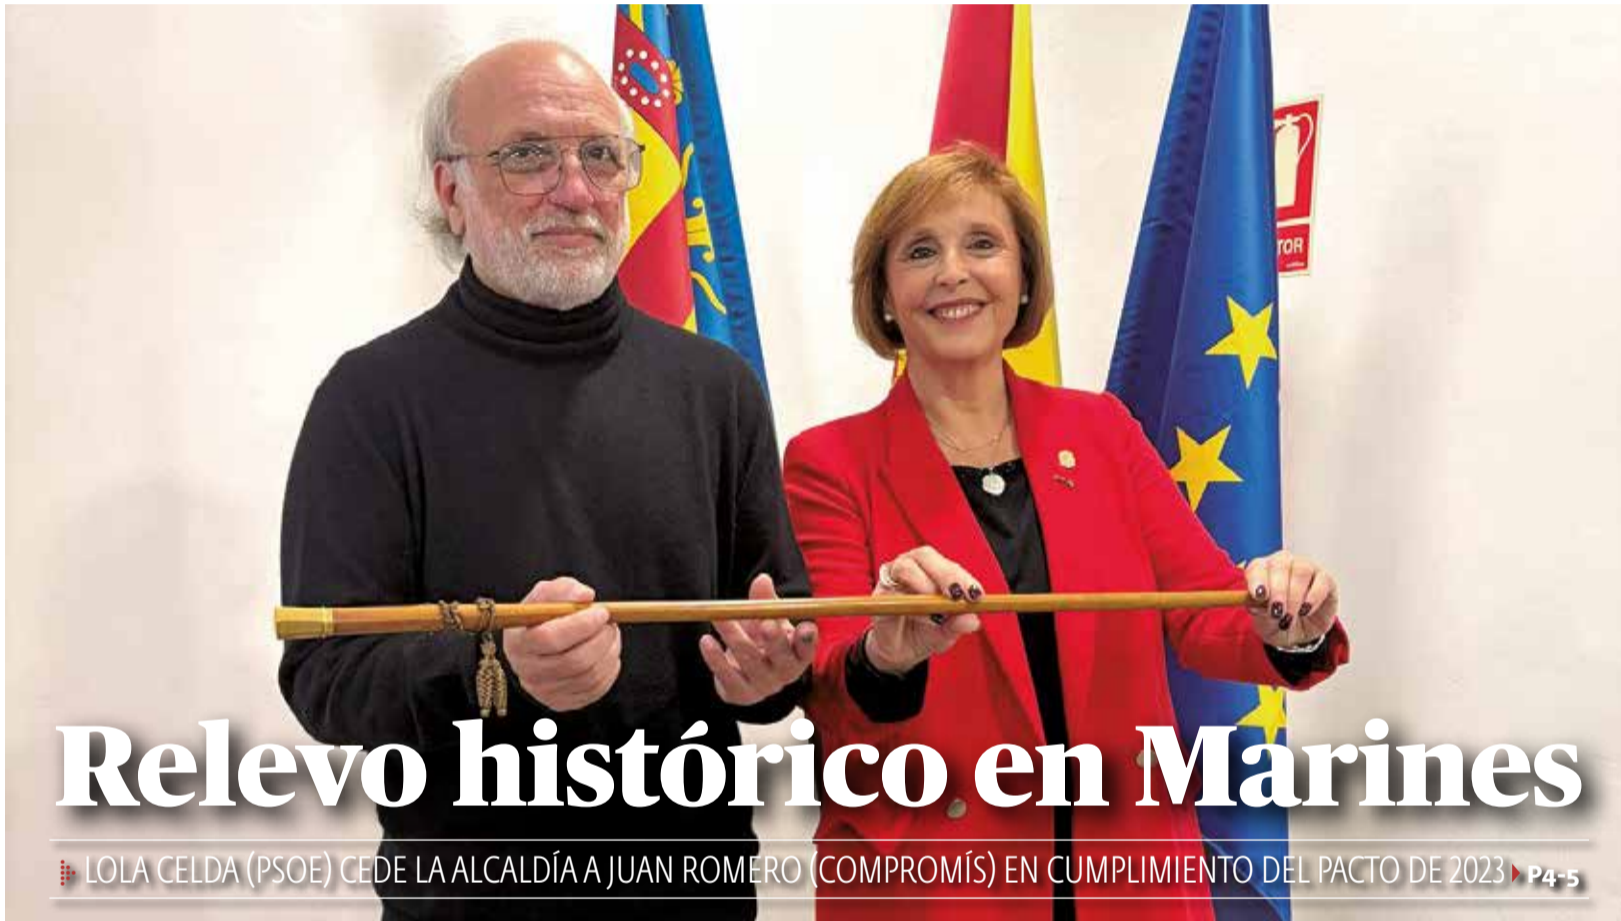 TOR
Relevo histórico en Marines
LOLA CELDA (PSOE) CEDE LA ALCALDÍA A JUAN ROMERO (COMPROMÍS) EN CUMPLIMIENTO DEL PACTO DE 2023 P4-5